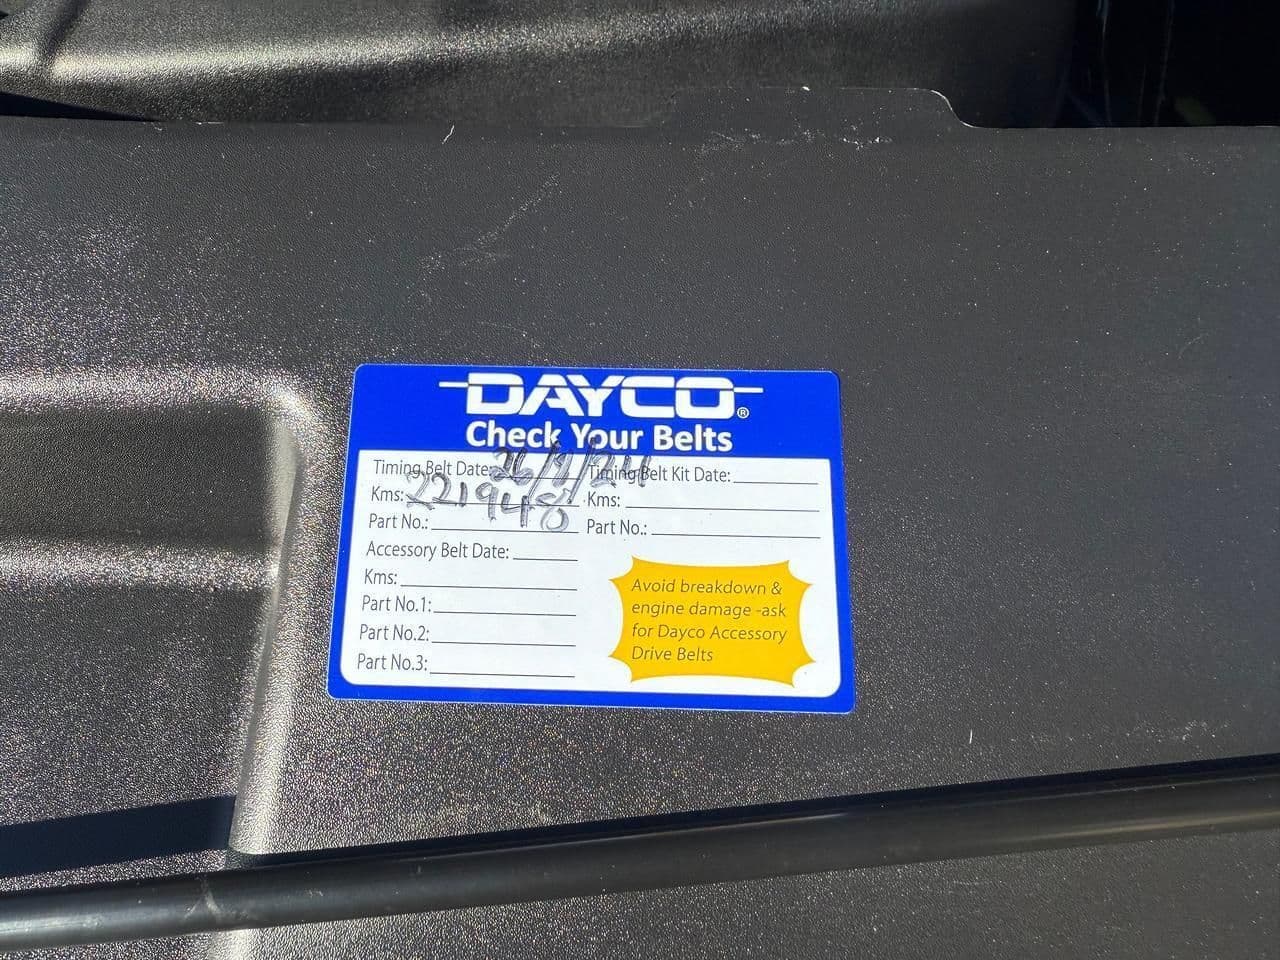 DAYCO®
Check Your Belts
Timing Belt Date: 26/9/24 Timing Belt Kit Date:
Kms: 221948 Kms:
Part No.: Part No.:
Accessory Belt Date:
Kms:
Part No.1:
Part No.2:
Part No.3:
Avoid breakdown &
engine damage -ask
for Dayco Accessory
Drive Belts